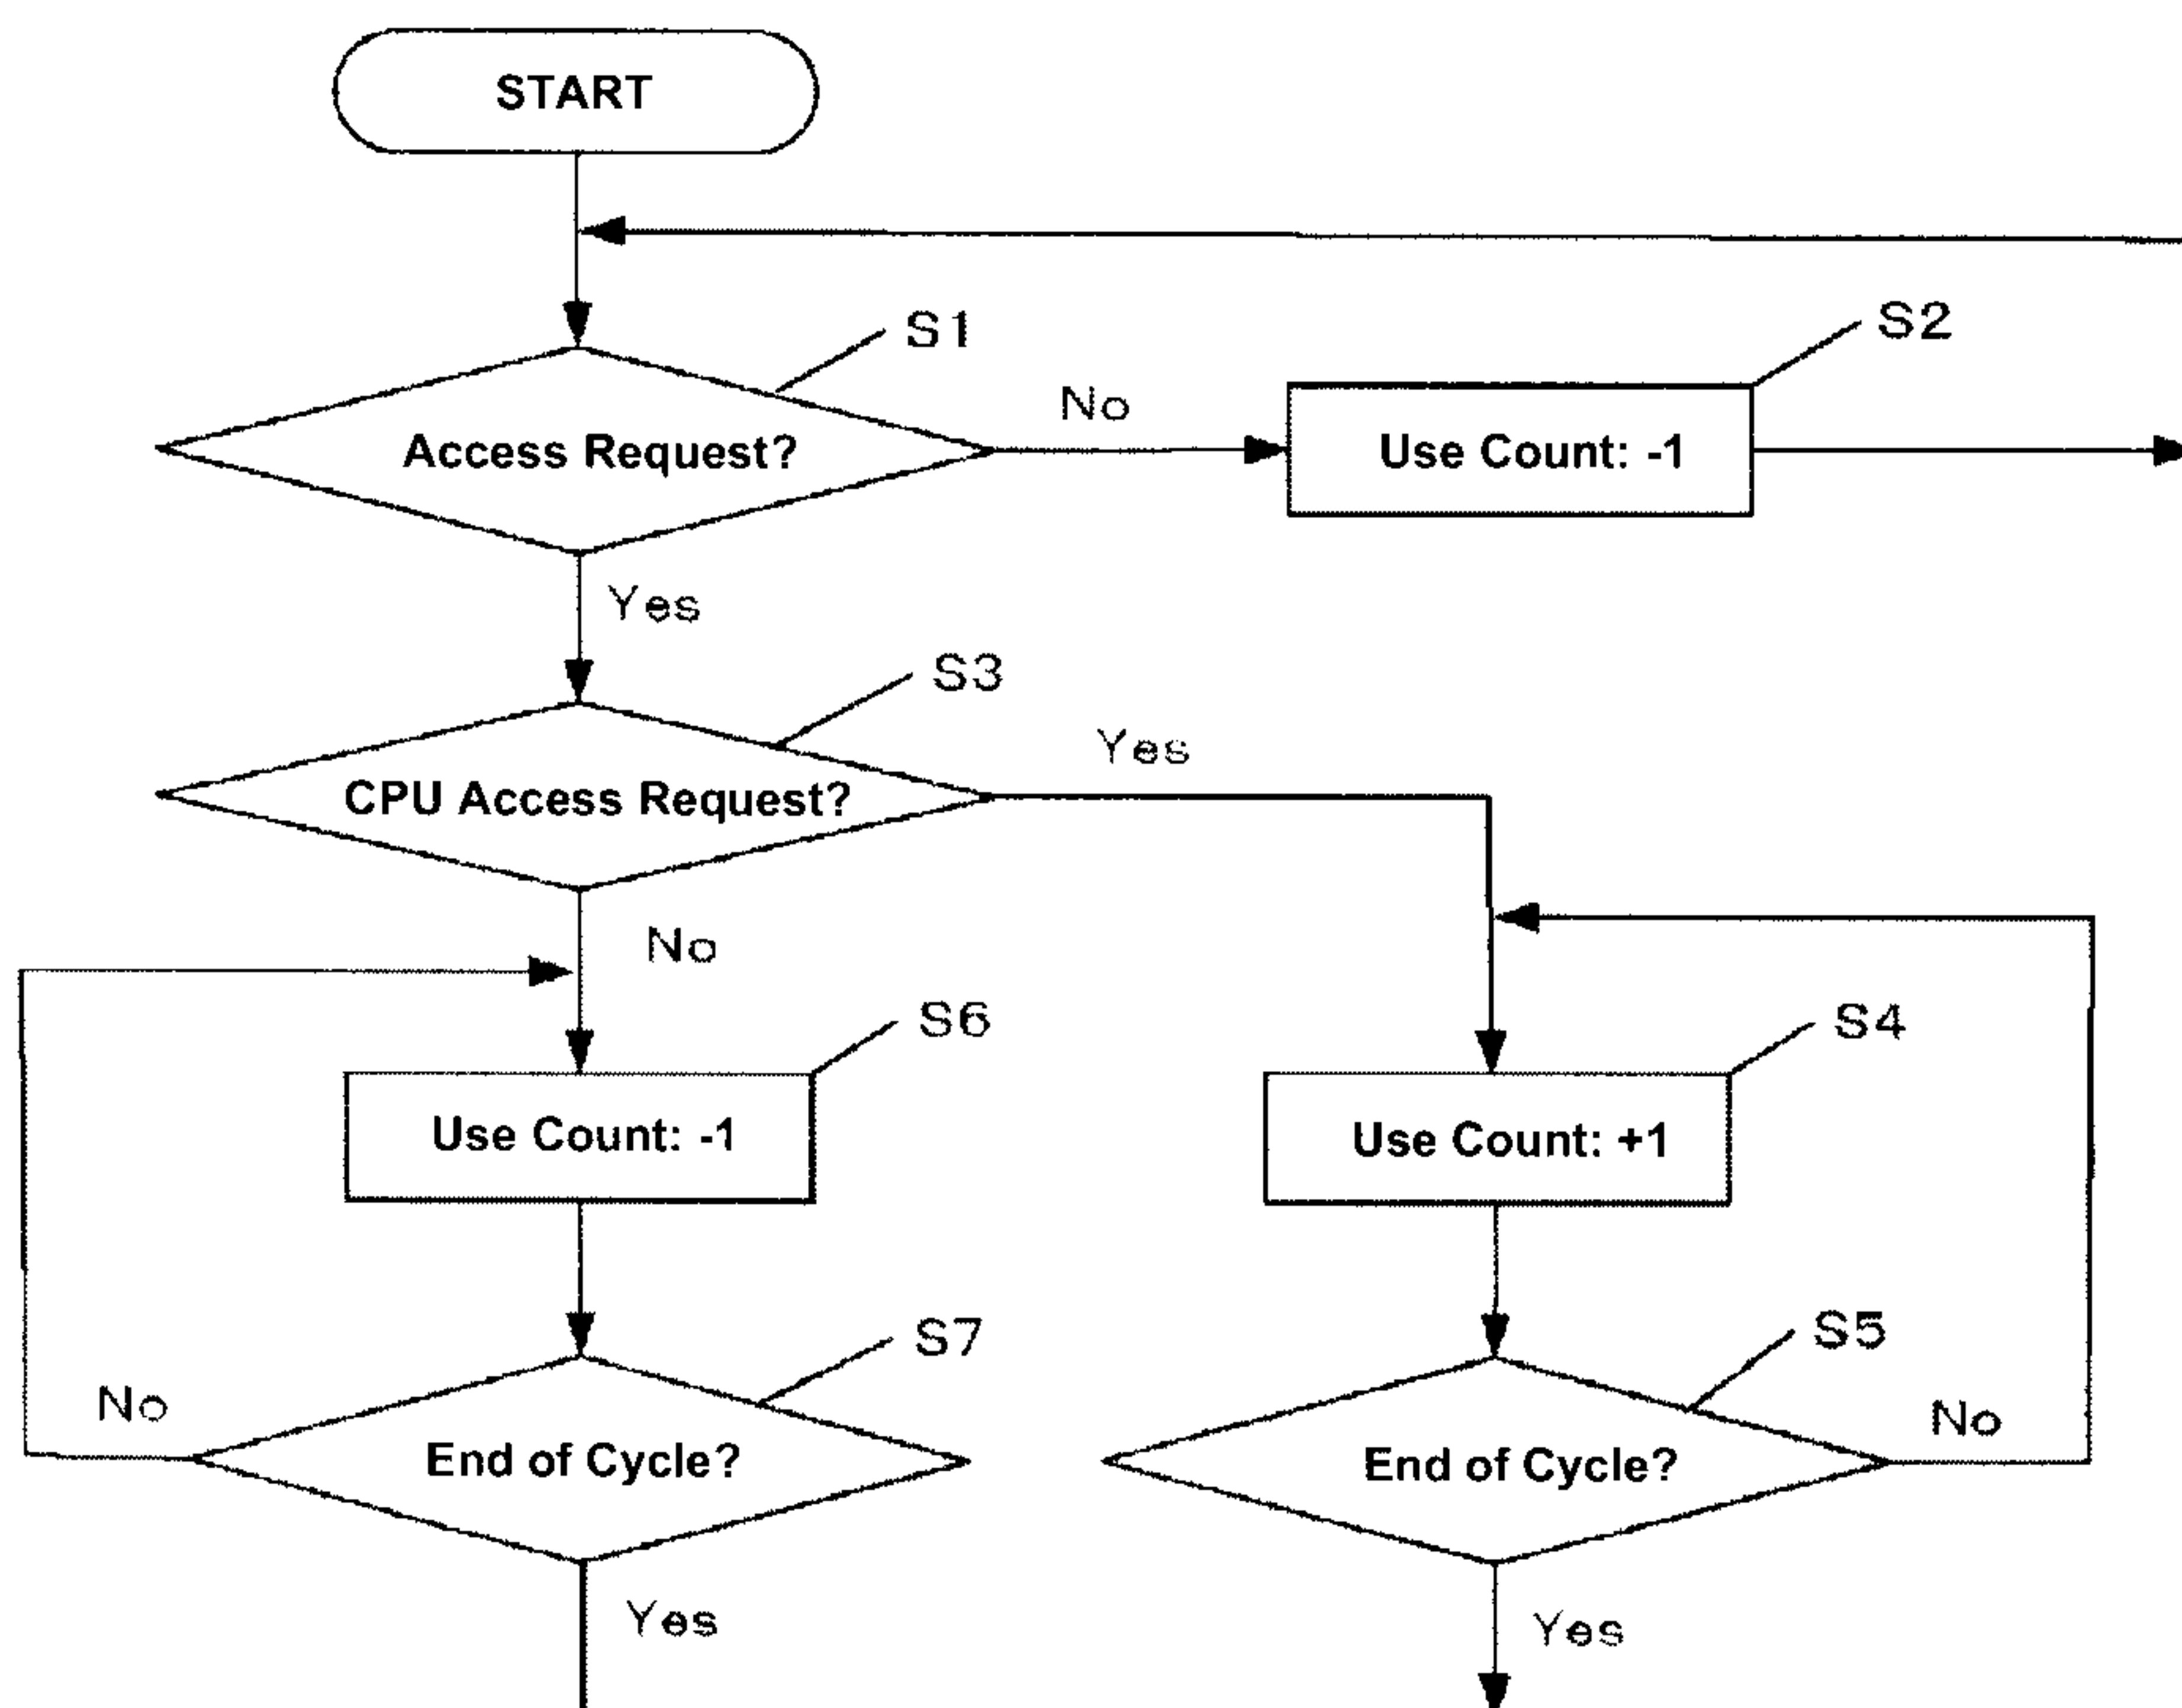 START
S1
S2
No
Access Request?
Use Count: -1
Yes
S3
Yes
CPU Access Request?
No
S6
S4
Use Count: -1
Use Count: +1
S7
S5
No
No
End of Cycle?
End of Cycle?
Yes
Yes